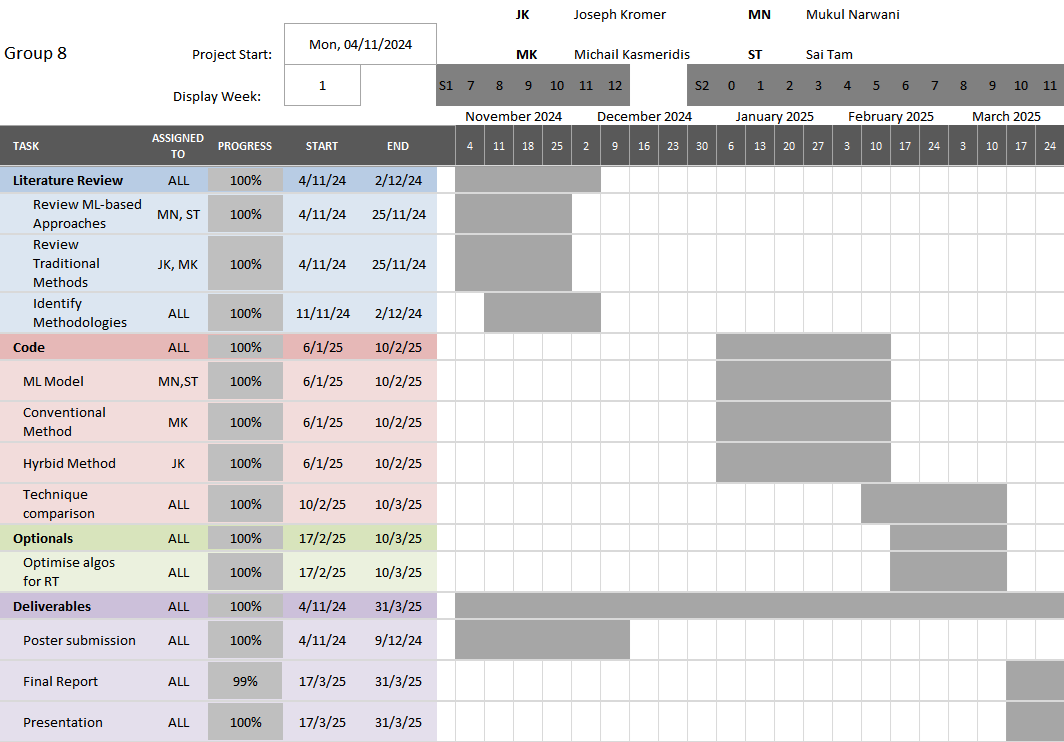 JK Joseph Kromer MN Mukul Narwani
Mon, 04/11/2024
Group 8 Project Start:
MK Michail Kasmeridis ST Sai Tam
Display Week: 1 S1 7 8 9 10 11 12 S2 0 1 2 3 4 5 6 7 8 9 10 11
November 2024 December 2024 January 2025 February 2025 March 2025
TASK ASSIGNED TO PROGRESS START END 4 11 18 25 2 9 16 23 30 6 13 20 27 3 10 17 24 3 10 17 24
Literature Review ALL 100% 4/11/24 2/12/24
Review ML-based
Approaches MN, ST 100% 4/11/24 25/11/24
Review
Traditional
Methods JK, MK 100% 4/11/24 25/11/24
Identify
Methodologies ALL 100% 11/11/24 2/12/24
Code ALL 100% 6/1/25 10/2/25
ML Model MN,ST 100% 6/1/25 10/2/25
Conventional
Method MK 100% 6/1/25 10/2/25
Hyrbid Method JK 100% 6/1/25 10/2/25
Technique
comparison ALL 100% 10/2/25 10/3/25
Optionals ALL 100% 17/2/25 10/3/25
Optimise algos
for RT ALL 100% 17/2/25 10/3/25
Deliverables ALL 100% 4/11/24 31/3/25
Poster submission ALL 100% 4/11/24 9/12/24
Final Report ALL 99% 17/3/25 31/3/25
Presentation ALL 100% 17/3/25 31/3/25